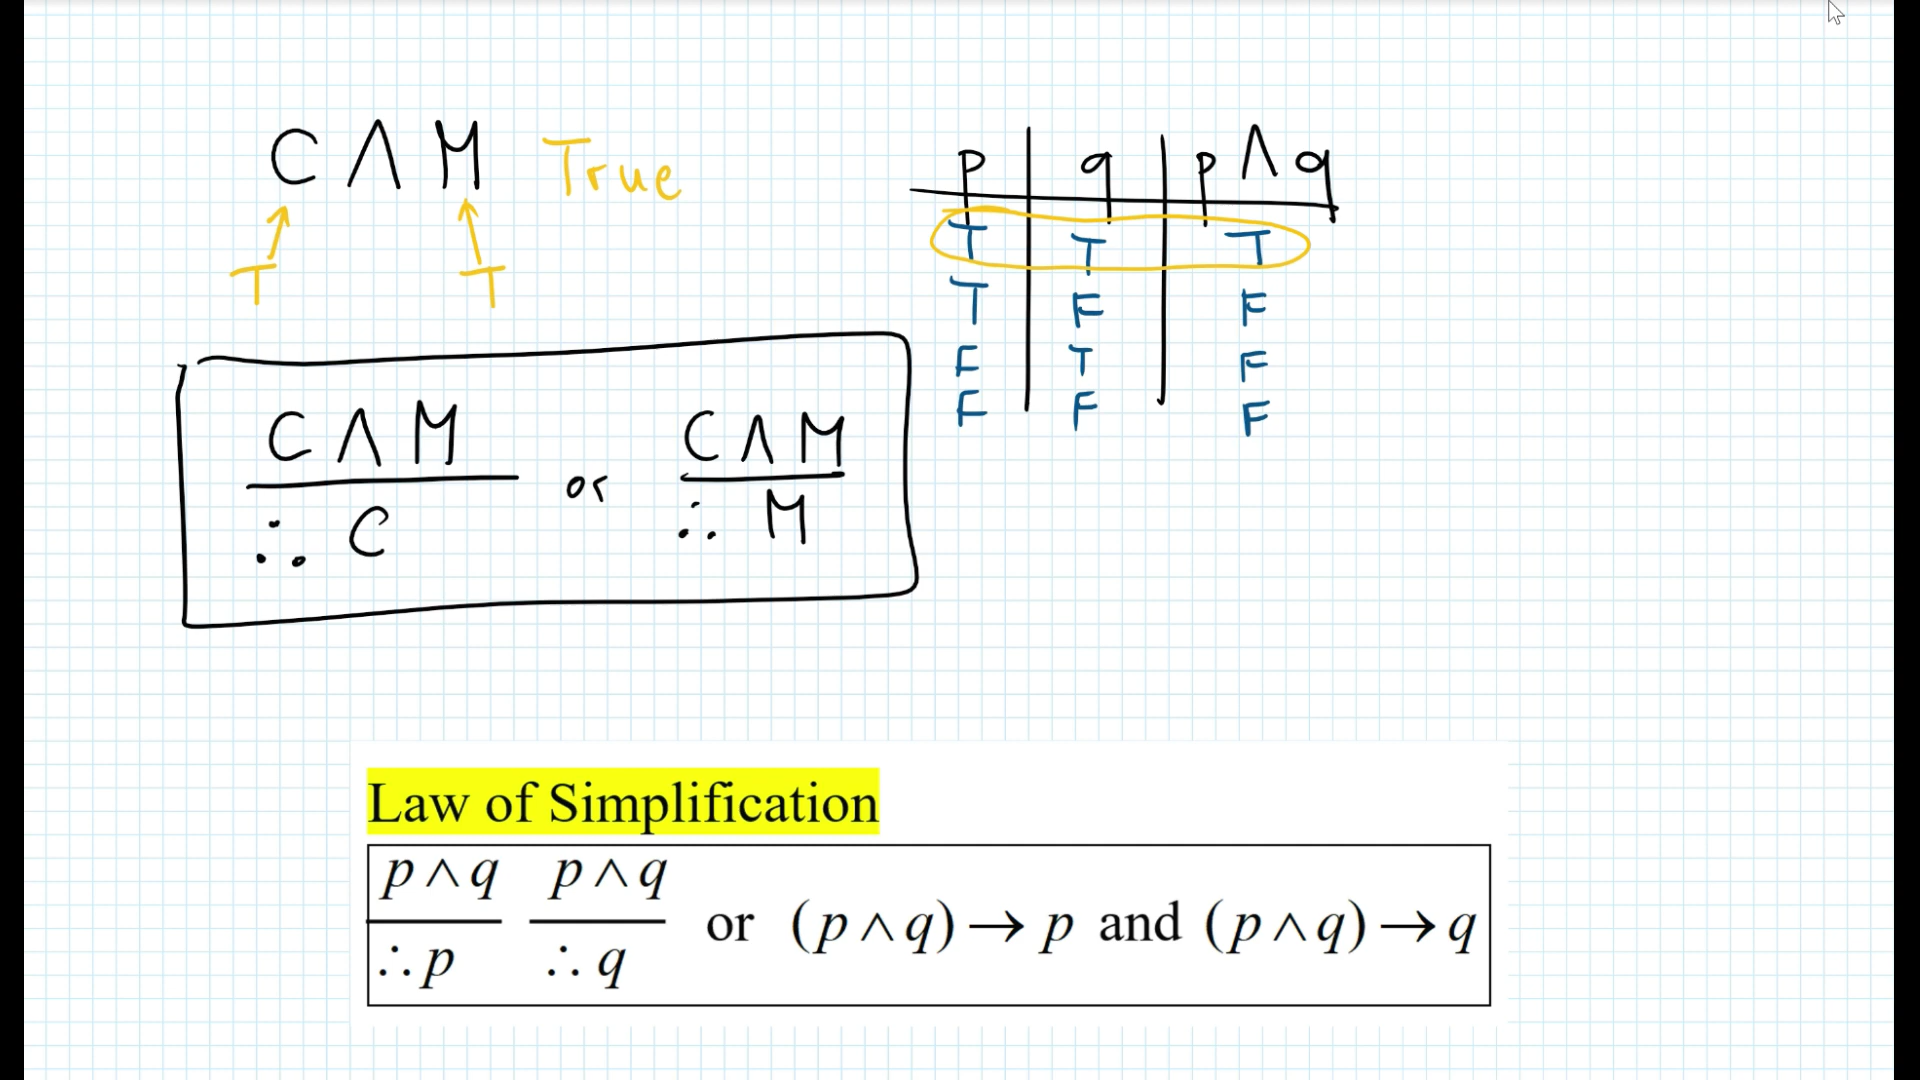 C ∧ M True
T T
C ∧ M or C ∧ M
∴ C ∴ M
p q p ∧ q
T T T
T F F
F T F
F F F
Law of Simplification
p ∧ q p ∧ q or (p ∧ q) → p and (p ∧ q) → q
∴ p ∴ q